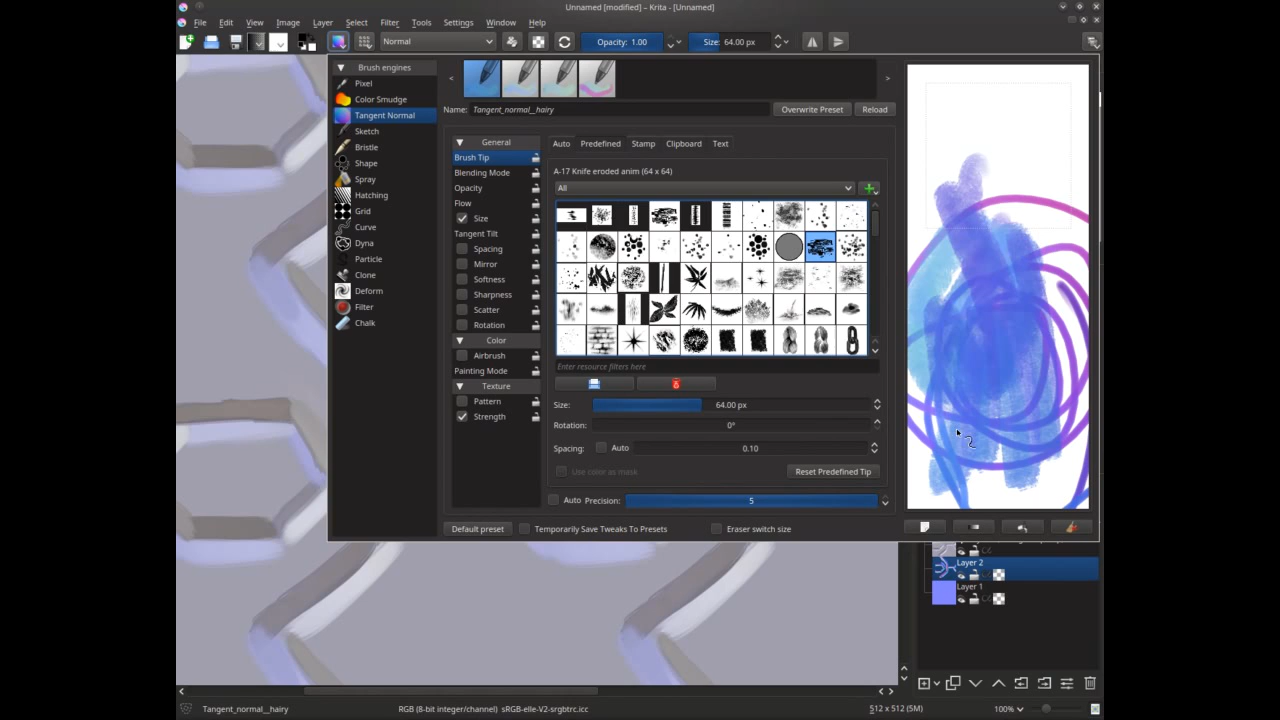 Unnamed [modified] – Krita - [Unnamed]
File Edit View Image Layer Select Filter Tools Settings Window Help
Normal Opacity: 1.00 Size: 64.00 px
Brush engines
Pixel
Color Smudge
Tangent Normal
Sketch
Bristle
Shape
Spray
Hatching
Grid
Curve
Dyna
Particle
Clone
Deform
Filter
Chalk
< >
Name: Tangent_normal__hairy Overwrite Preset Reload
General
Brush Tip
Blending Mode
Opacity
Flow
Size
Tangent Tilt
Spacing
Mirror
Softness
Sharpness
Scatter
Rotation
Color
Airbrush
Painting Mode
Texture
Pattern
Strength
Auto Predefined Stamp Clipboard Text
A-17 Knife eroded anim (64 x 64)
All
Enter resource filters here
Size: 64.00 px
Rotation: 0°
Spacing: Auto 0.10
Use color as mask Reset Predefined Tip
Auto Precision: 5
Default preset Temporarily Save Tweaks To Presets Eraser switch size
Layer 2
Layer 1
Tangent_normal__hairy RGB (8-bit integer/channel) sRGB-elle-V2-srgbtrc.icc 512 x 512 (5M) 100%